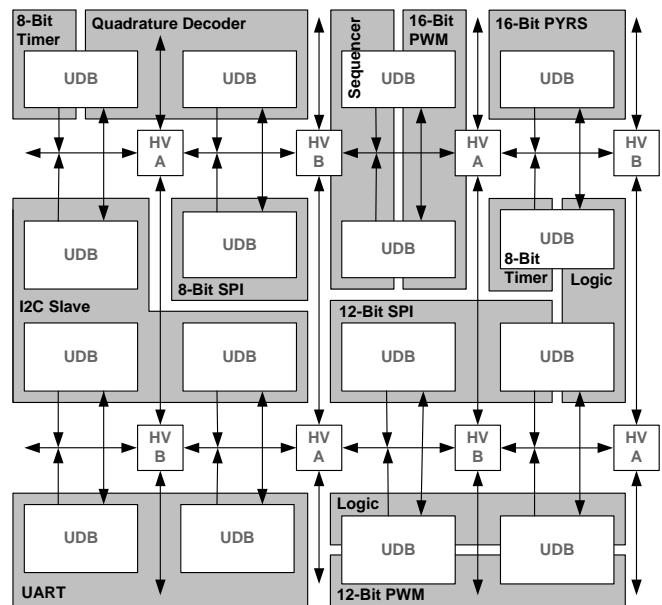 8-Bit
Timer
Quadrature Decoder
Sequencer
16-Bit
PWM
16-Bit PYRS
UDB
UDB
UDB
UDB
HV
A
HV
B
HV
A
HV
B
UDB
UDB
UDB
UDB
8-Bit
Timer
Logic
I2C Slave
8-Bit SPI
12-Bit SPI
UDB
UDB
UDB
UDB
HV
B
HV
A
HV
B
HV
A
Logic
UDB
UDB
UDB
UDB
UART
12-Bit PWM